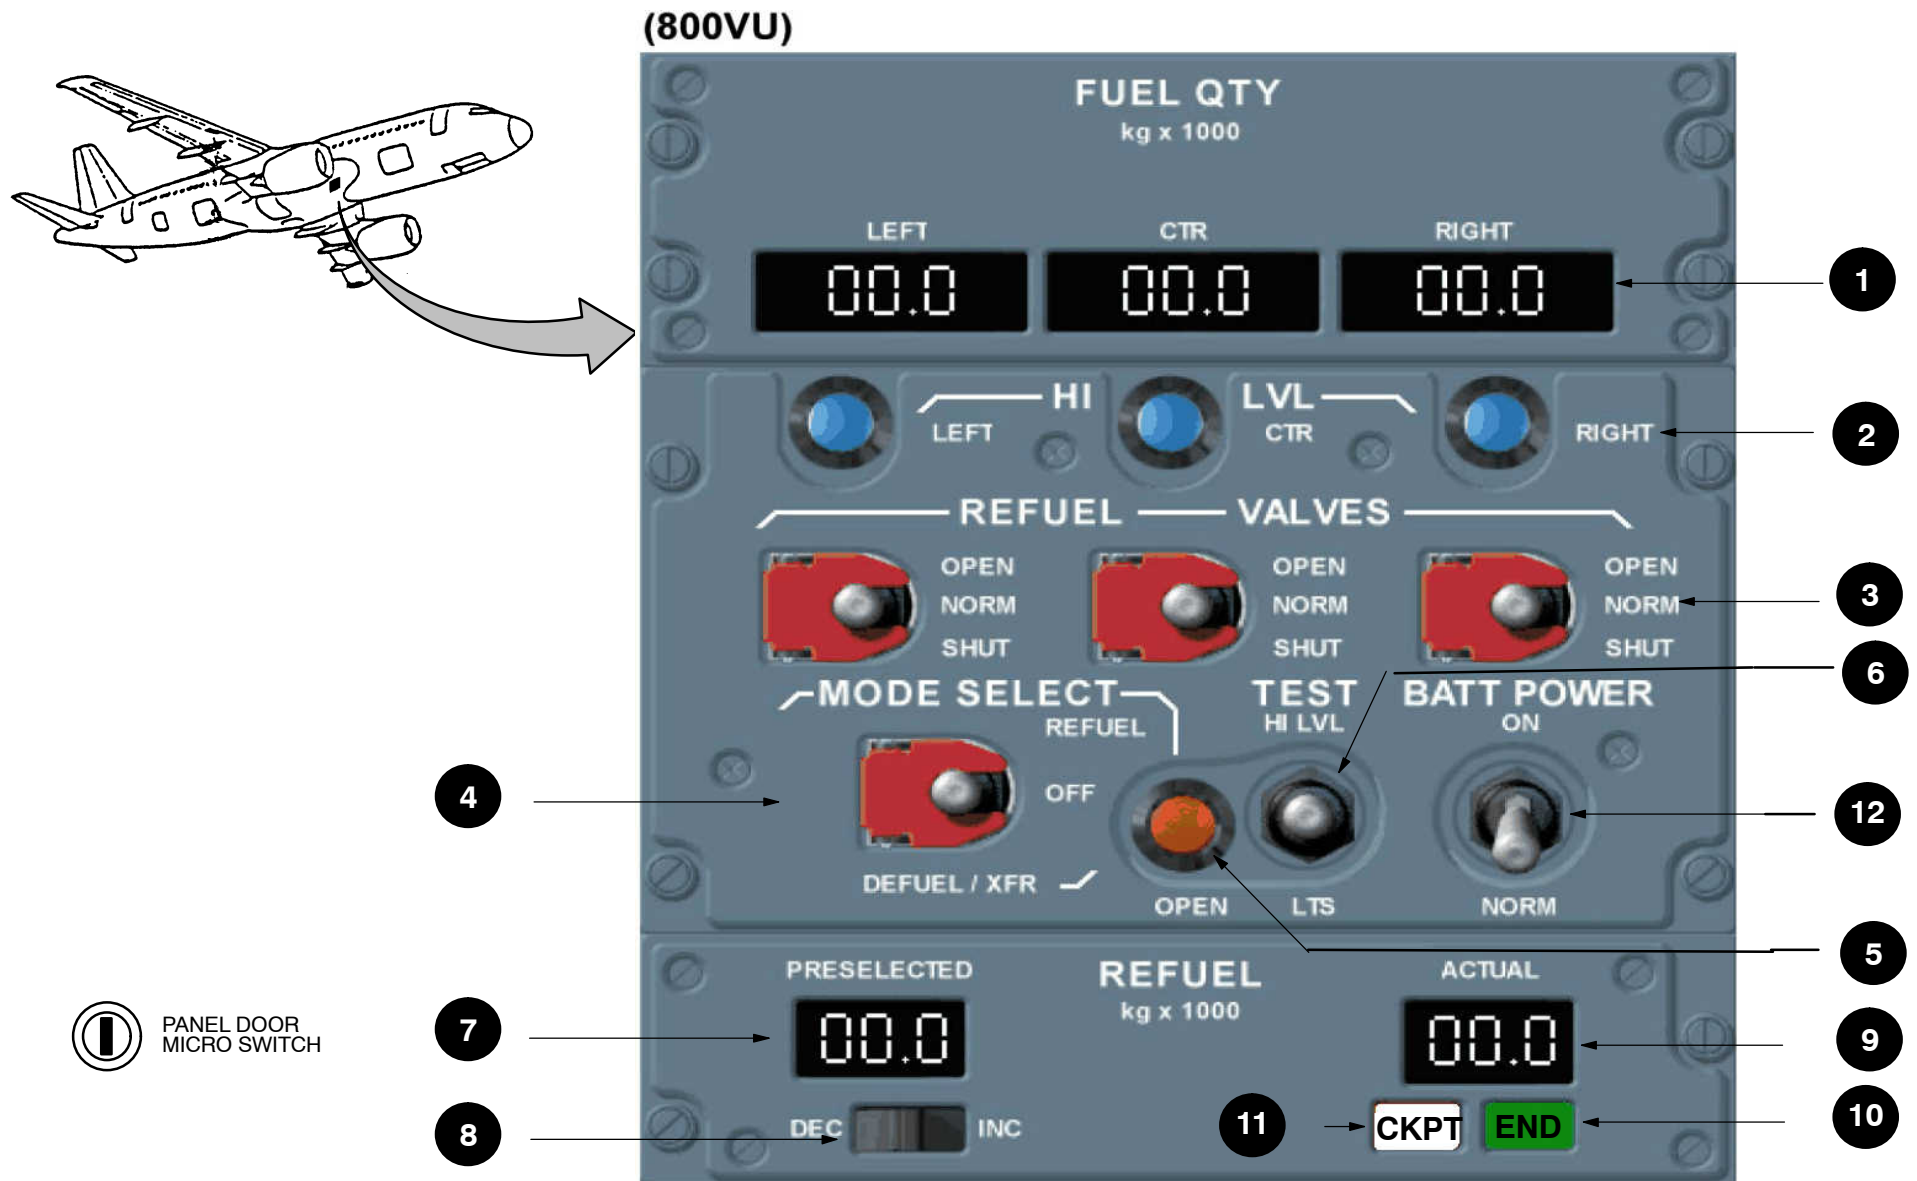 (800VU)
FUEL QTY
kg x 1000
LEFT CTR RIGHT
00.0 00.0 00.0
1
HI LVL
LEFT CTR RIGHT
2
REFUEL VALVES
OPEN OPEN OPEN
NORM NORM NORM
3
SHUT SHUT SHUT
6
MODE SELECT TEST BATT POWER
REFUEL HI LVL ON
4
OFF
12
DEFUEL / XFR
OPEN LTS NORM
5
PRESELECTED REFUEL ACTUAL
kg x 1000
PANEL DOOR
MICRO SWITCH
7
00.0 00.0
9
8
DEC INC
11
CKPT END
10